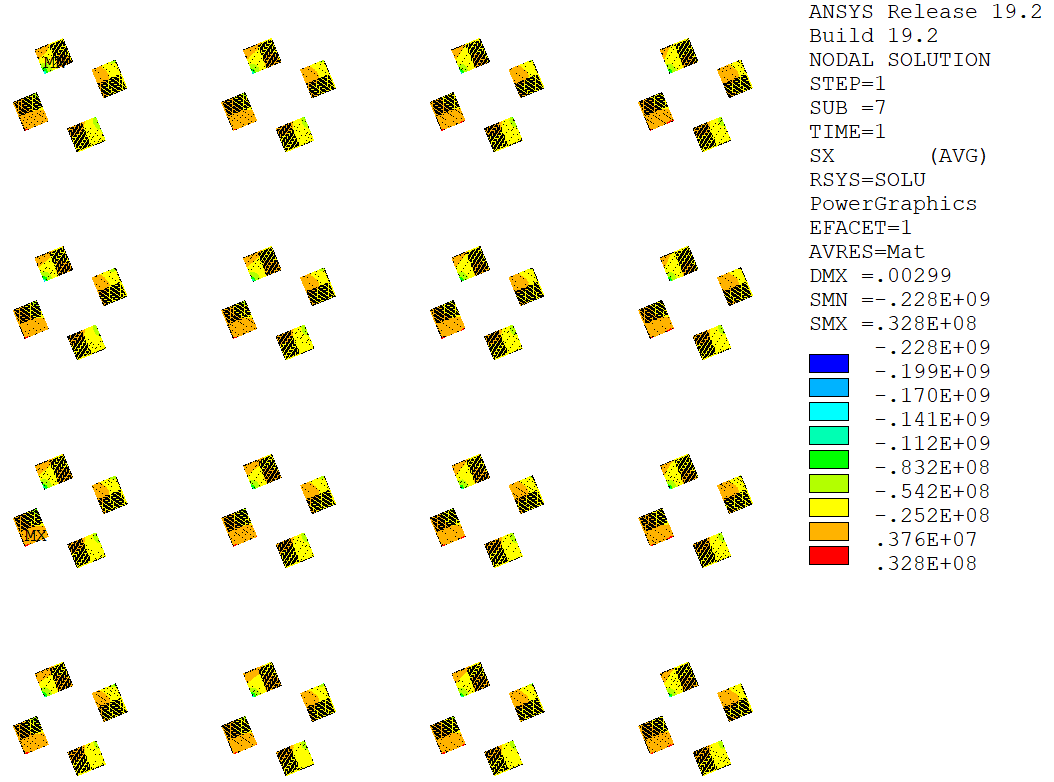 ANSYS Release 19.2
Build 19.2
NODAL SOLUTION
STEP=1
SUB =7
TIME=1
SX (AVG)
RSYS=SOLU
PowerGraphics
EFACET=1
AVRES=Mat
DMX =.00299
SMN =-.228E+09
SMX =.328E+08
-.228E+09
-.199E+09
-.170E+09
-.141E+09
-.112E+09
-.832E+08
-.542E+08
-.252E+08
.376E+07
.328E+08
MX